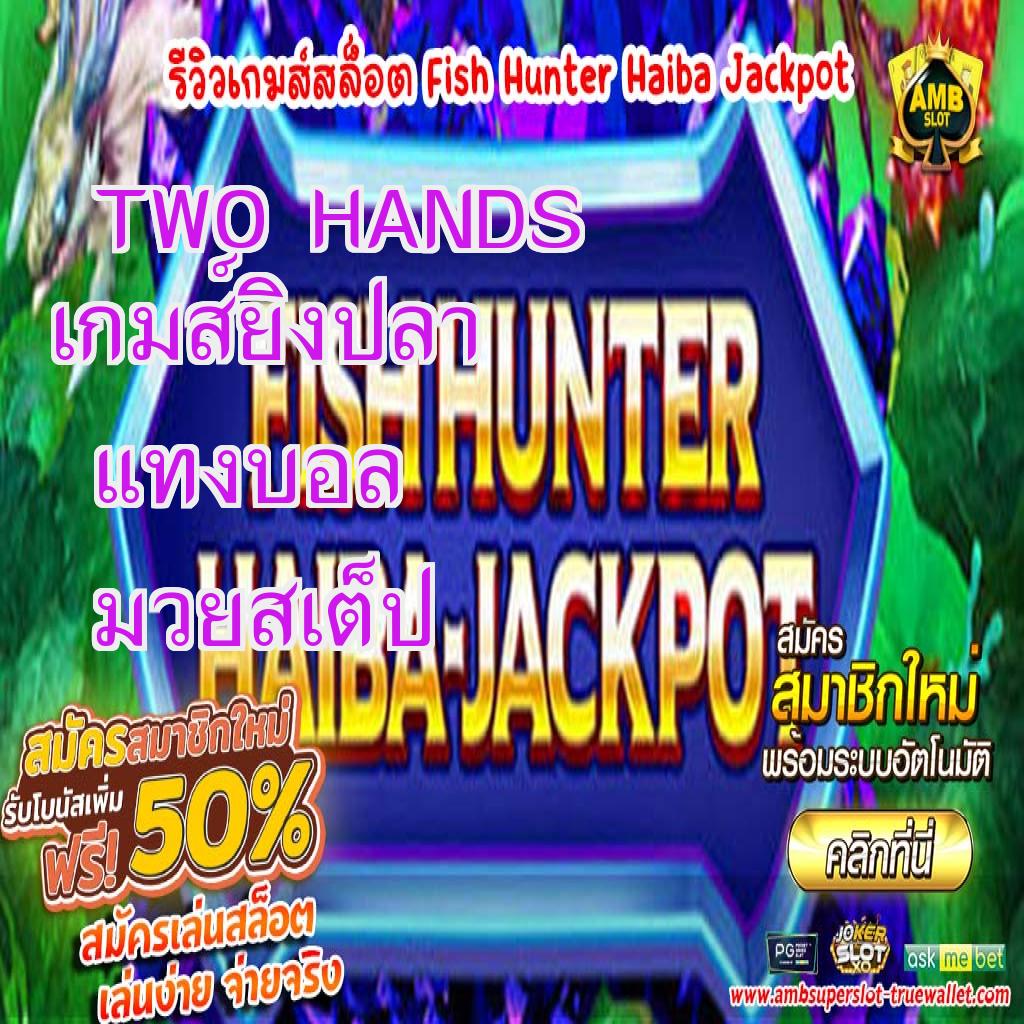 รีวิวเกมส์สล็อต Fish Hunter Haiba Jackpot
AMB
SLOT
TWO HANDS
เกมส์ยิงปลา
FISH HUNTER
แทงบอล
HAIBA-JACKPOT
มวยสเต็ป
สมัคร
สมาชิกใหม่
พร้อมระบบอัตโนมัติ
คลิกที่นี่
สมัครสมาชิกใหม่
รับโบนัสเพิ่ม
ฟรี! 50%
สมัครเล่นสล็อต
เล่นง่าย จ่ายจริง
PG
JOKER
SLOT
XO
ask me bet
www.ambsuperslot-truewallet.com